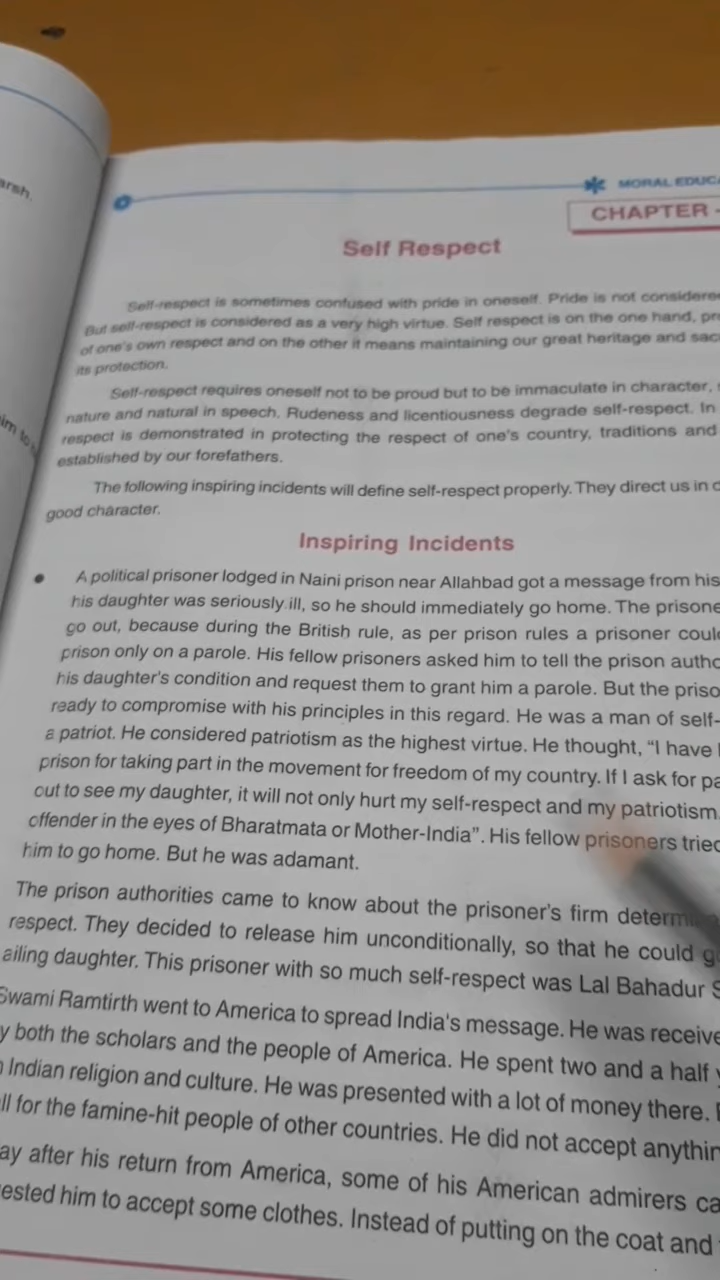 arsh.
him to
MORAL EDUC
CHAPTER -
Self Respect
Self-respect is sometimes confused with pride in oneself. Pride is not considere
But self-respect is considered as a very high virtue. Self respect is on the one hand, pr
of one's own respect and on the other it means maintaining our great heritage and sac
its protection.
Self-respect requires oneself not to be proud but to be immaculate in character,
nature and natural in speech. Rudeness and licentiousness degrade self-respect. In
respect is demonstrated in protecting the respect of one's country, traditions and
established by our forefathers.
The following inspiring incidents will define self-respect properly. They direct us in
good character.
Inspiring Incidents
• A political prisoner lodged in Naini prison near Allahbad got a message from his
his daughter was seriously ill, so he should immediately go home. The prisone
go out, because during the British rule, as per prison rules a prisoner coul
prison only on a parole. His fellow prisoners asked him to tell the prison autho
his daughter's condition and request them to grant him a parole. But the priso
ready to compromise with his principles in this regard. He was a man of self-
a patriot. He considered patriotism as the highest virtue. He thought, "I have
prison for taking part in the movement for freedom of my country. If I ask for pa
out to see my daughter, it will not only hurt my self-respect and my patriotism
offender in the eyes of Bharatmata or Mother-India". His fellow prisoners tried
him to go home. But he was adamant.
The prison authorities came to know about the prisoner's firm determ
respect. They decided to release him unconditionally, so that he could g
ailing daughter. This prisoner with so much self-respect was Lal Bahadur S
Swami Ramtirth went to America to spread India's message. He was receive
y both the scholars and the people of America. He spent two and a half
Indian religion and culture. He was presented with a lot of money there.
ll for the famine-hit people of other countries. He did not accept anythin
ay after his return from America, some of his American admirers ca
ested him to accept some clothes. Instead of putting on the coat and